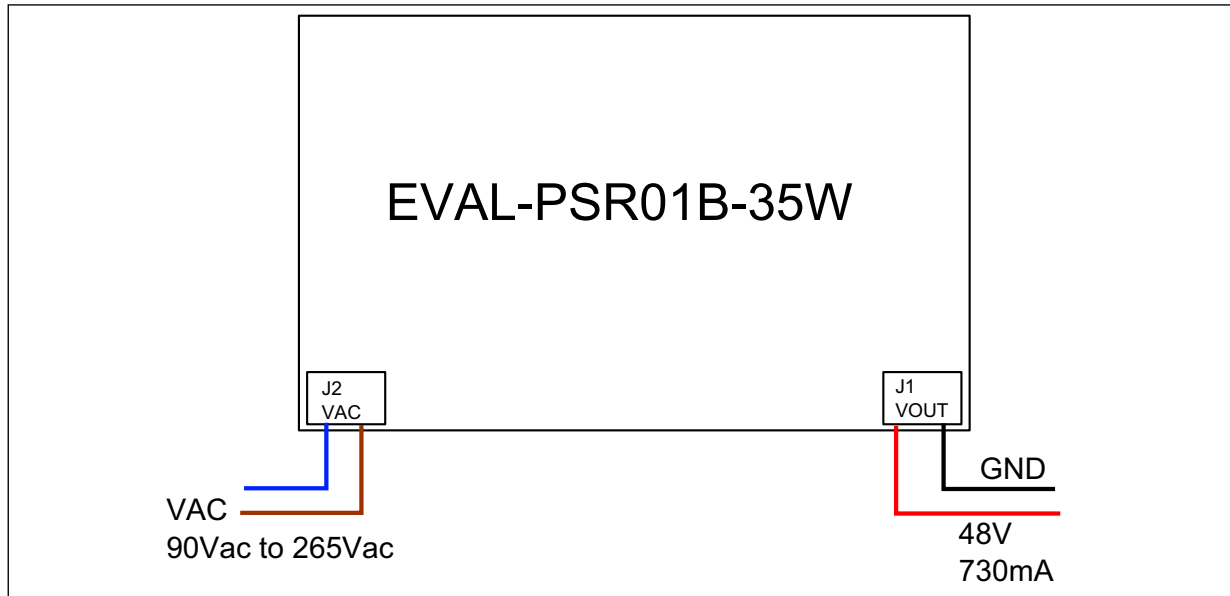 EVAL-PSR01B-35W
J2
VAC
J1
VOUT
VAC
90Vac to 265Vac
GND
48V
730mA